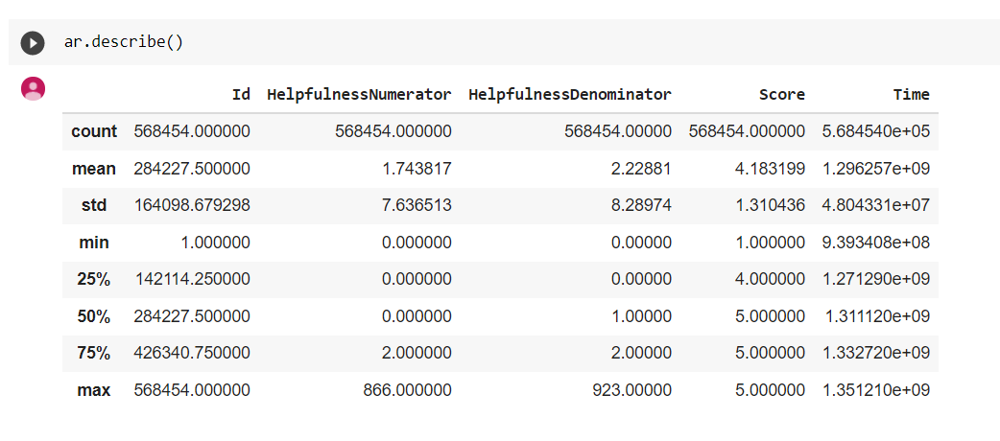 ar.describe()
Id HelpfulnessNumerator HelpfulnessDenominator Score Time
count 568454.000000 568454.000000 568454.00000 568454.000000 5.684540e+05
mean 284227.500000 1.743817 2.22881 4.183199 1.296257e+09
std 164098.679298 7.636513 8.28974 1.310436 4.804331e+07
min 1.000000 0.000000 0.00000 1.000000 9.393408e+08
25% 142114.250000 0.000000 0.00000 4.000000 1.271290e+09
50% 284227.500000 0.000000 1.00000 5.000000 1.311120e+09
75% 426340.750000 2.000000 2.00000 5.000000 1.332720e+09
max 568454.000000 866.000000 923.00000 5.000000 1.351210e+09